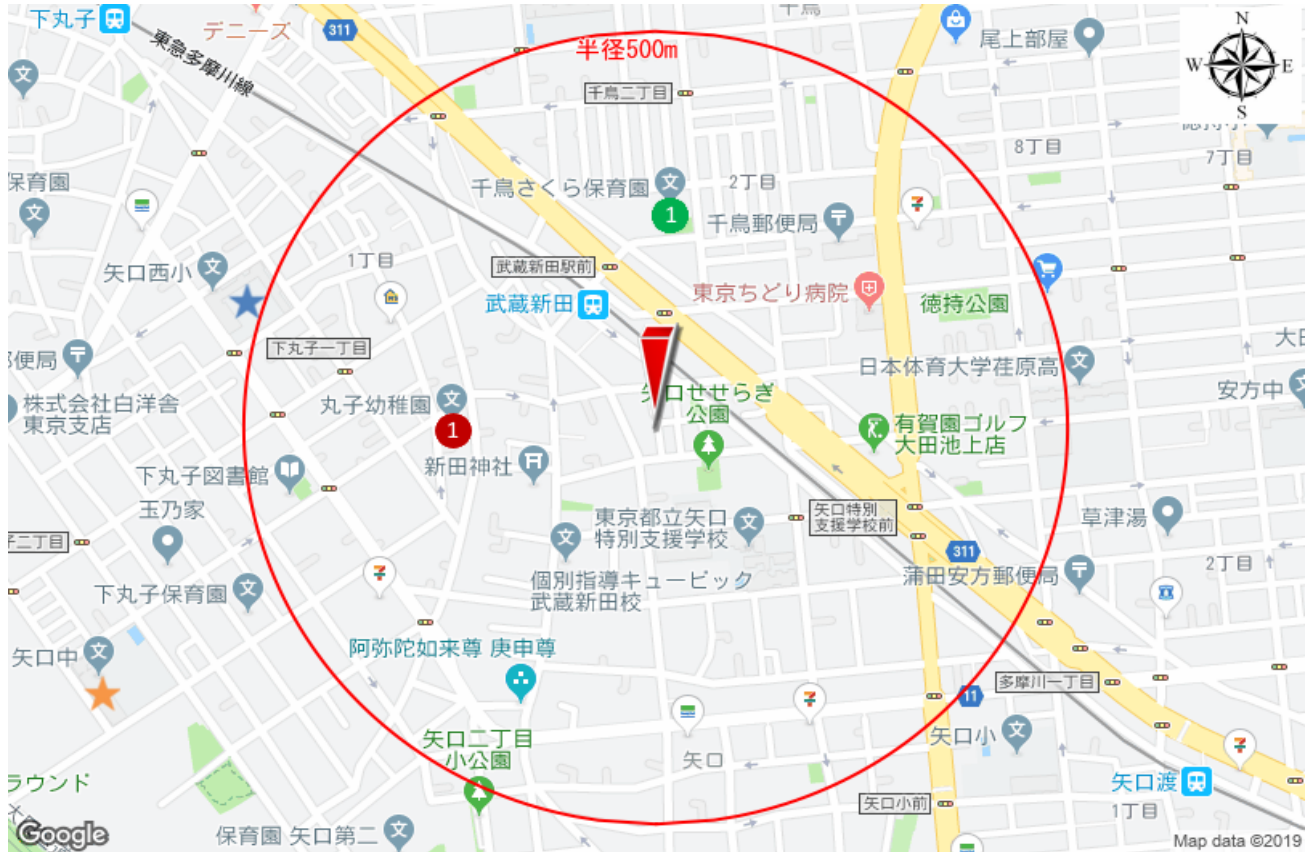 下丸子
デニーズ
311
千鳥
尾上部屋
N
W
E
S
東急多摩川線
半径500m
千鳥二丁目
徳持小
8丁目
7丁目
保育園
千鳥さくら保育園
2丁目
1
千鳥郵便局
矢口西小
1丁目
武蔵新田駅前
武蔵新田
東京ちどり病院
徳持公園
下丸子一丁目
便局
日本体育大学荏原高
安方中
株式会社白洋舎
東京支店
丸子幼稚園
1
矢口せせらぎ
公園
有賀園ゴルフ
大田池上店
下丸子図書館
新田神社
玉乃家
東京都立矢口
特別支援学校
矢口特別
支援学校前
草津湯
子二丁目
311
2丁目
個別指導キュービック
武蔵新田校
蒲田安方郵便局
下丸子保育園
矢口中
阿弥陀如来尊 庚申尊
多摩川一丁目
11
矢口二丁目
小公園
矢口
矢口小
ラウンド
矢口渡
矢口小前
1丁目
保育園 矢口第二
Google
Map data ©2019